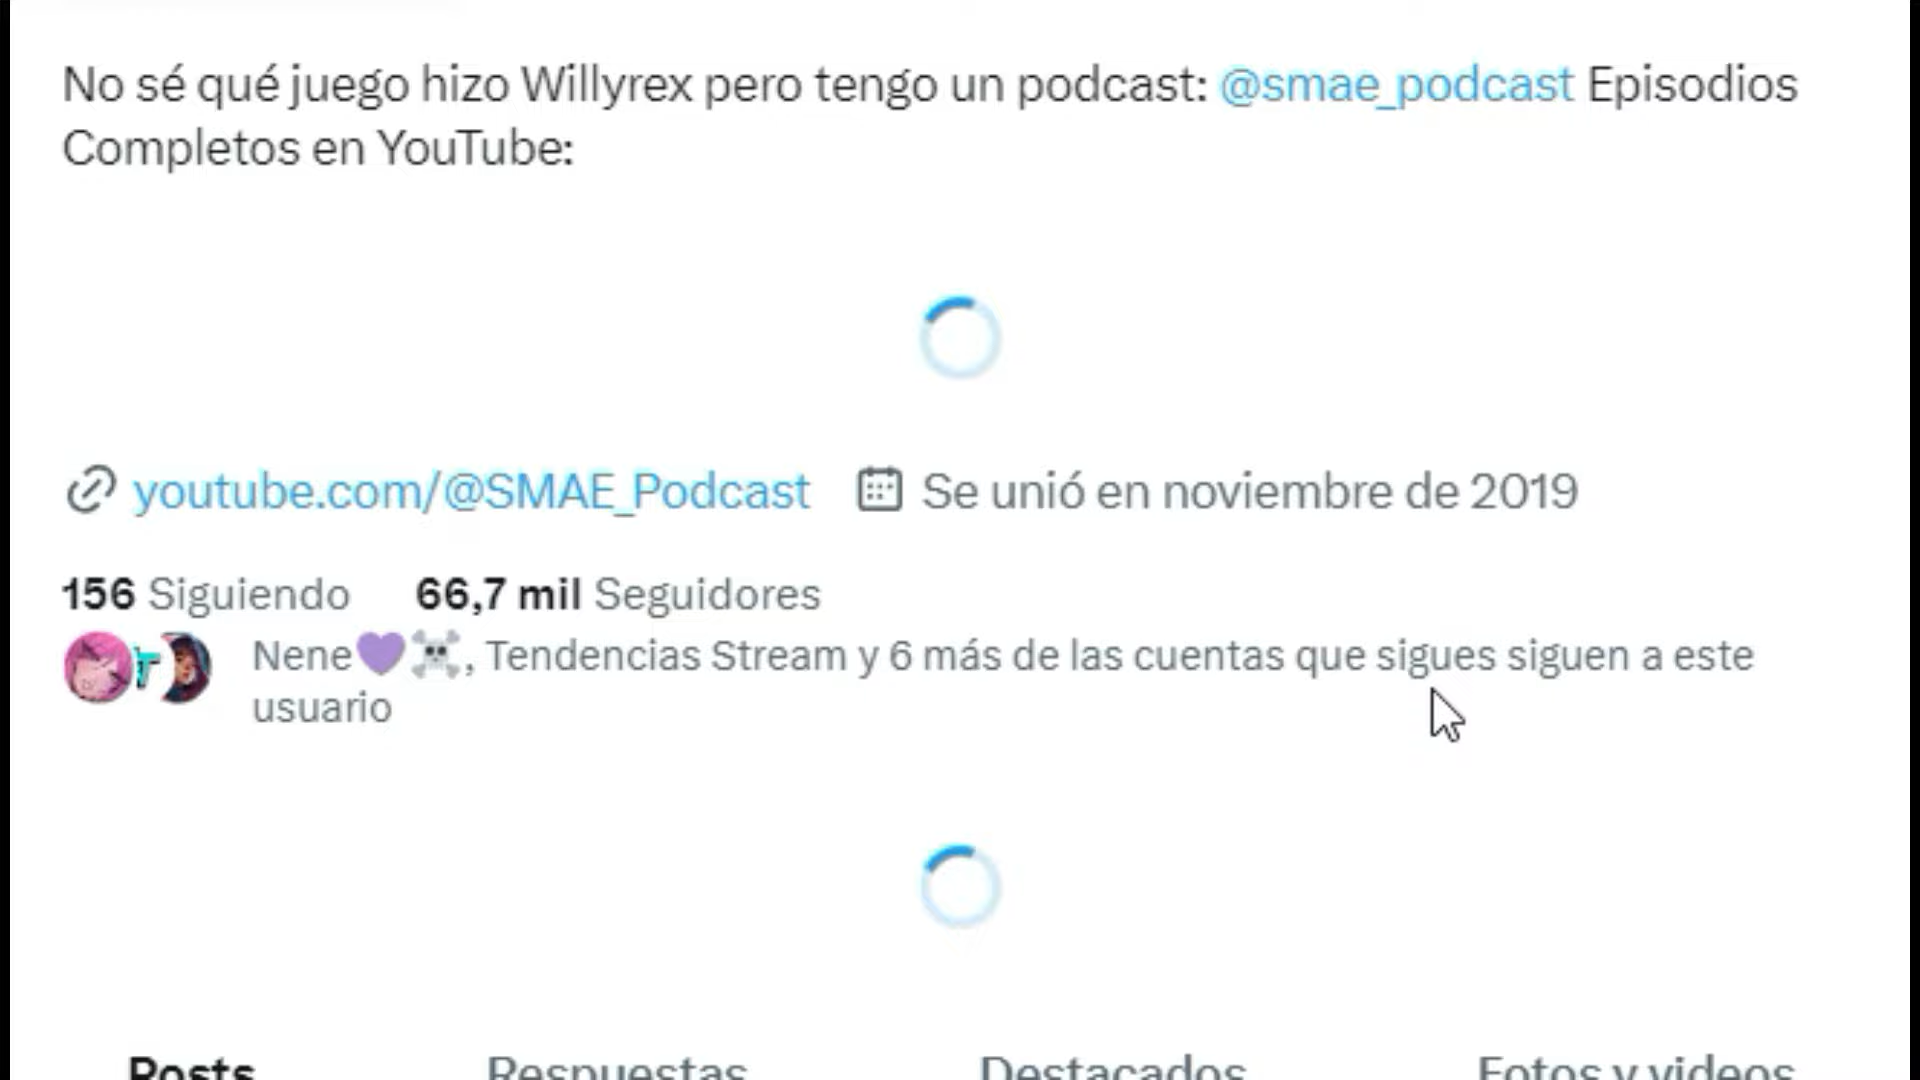 No sé qué juego hizo Willyrex pero tengo un podcast: @smae_podcast Episodios
Completos en YouTube:
youtube.com/@SMAE_Podcast Se unió en noviembre de 2019
156 Siguiendo 66,7 mil Seguidores
Nene💜☠️, Tendencias Stream y 6 más de las cuentas que sigues siguen a este
usuario
Posts Respuestas Destacados Fotos y videos